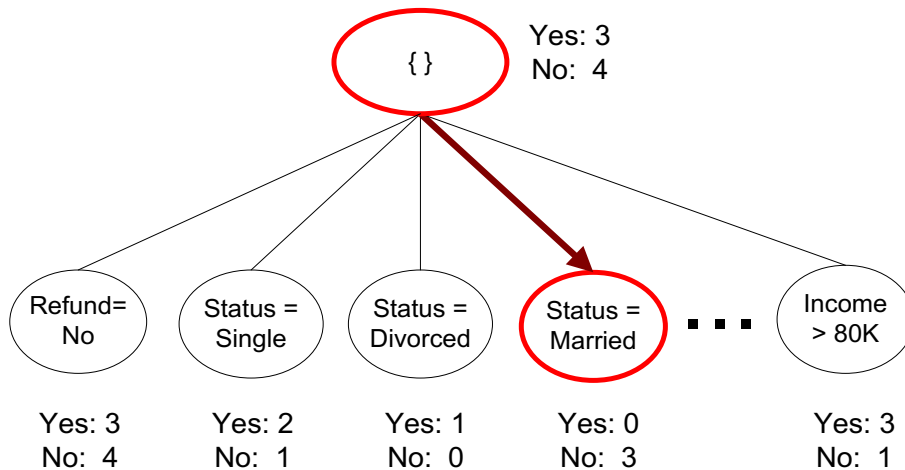 { }
Yes: 3
No: 4
Refund=
No
Status =
Single
Status =
Divorced
Status =
Married
Income
> 80K
Yes: 3
No: 4
Yes: 2
No: 1
Yes: 1
No: 0
Yes: 0
No: 3
Yes: 3
No: 1